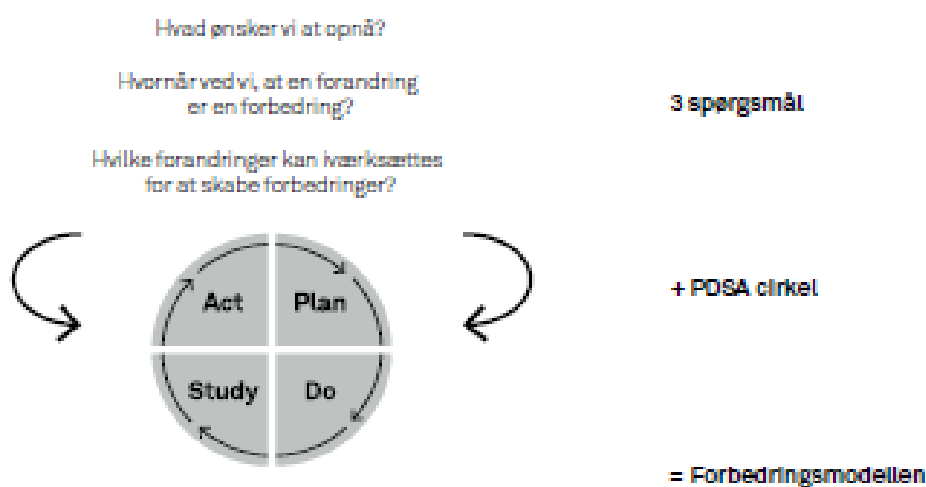 Hvad ønsker vi at opnå?
Hvornår ved vi, at en forandring
er en forbedring?
3 spørgsmål
Hvilke forandringer kan iværksættes
for at skabe forbedringer?
Act
Plan
+ PDSA cirkel
Study
Do
= Forbedringsmodellen